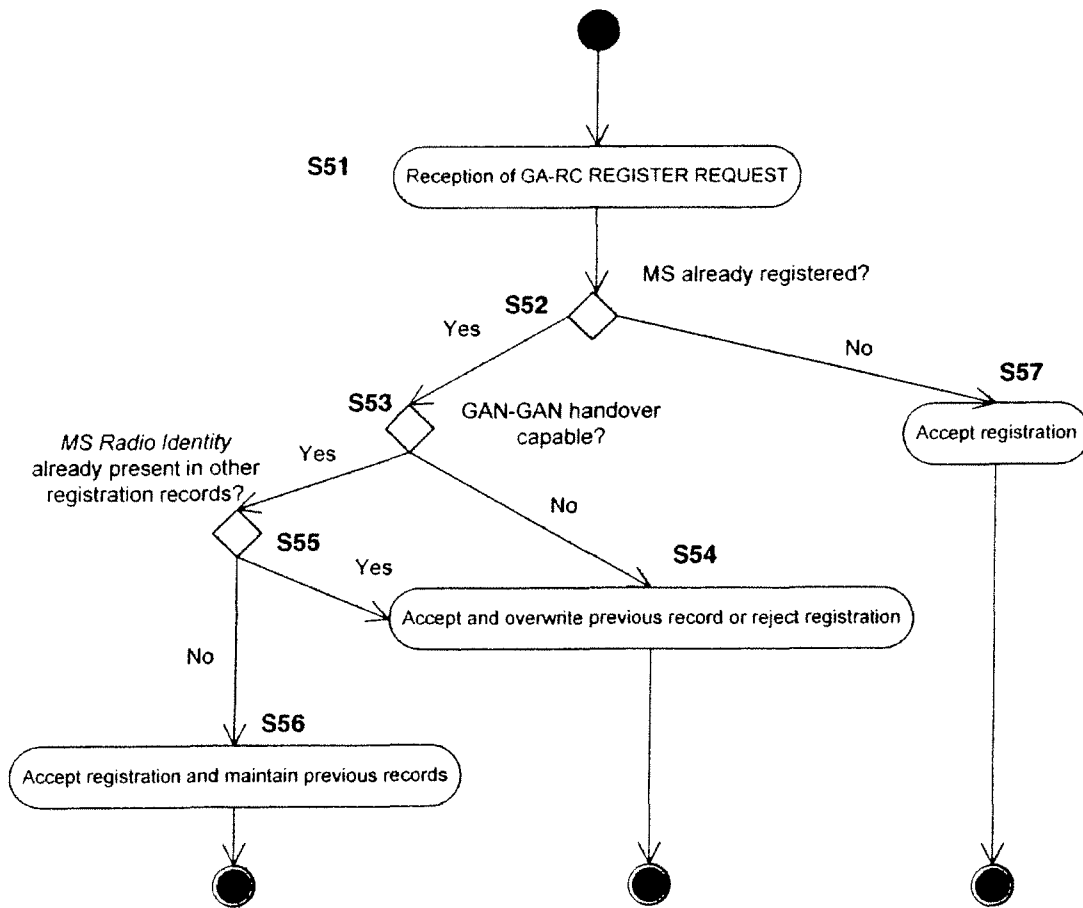 S51
Reception of GA-RC REGISTER REQUEST
MS already registered?
S52
Yes
No
S57
Accept registration
S53
GAN-GAN handover
capable?
MS Radio Identity
already present in other
registration records?
Yes
No
S55
Yes
S54
Accept and overwrite previous record or reject registration
No
S56
Accept registration and maintain previous records